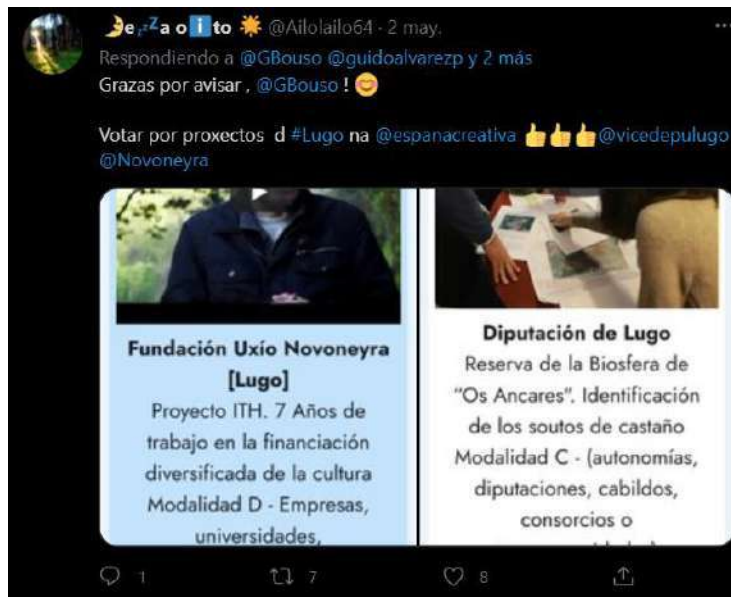 🌛e💤a o ℹ️ to ☀️ @Ailolailo64 · 2 may.
Respondiendo a @GBouso @guidoalvarezp y 2 más
Grazas por avisar , @GBouso ! 😊
Votar por proxectos d #Lugo na @espanacreativa 👍👍👍@vicedepulugo
@Novoneyra
Fundación Uxío Novoneyra
[Lugo]
Proyecto ITH. 7 Años de
trabajo en la financiación
diversificada de la cultura
Modalidad D - Empresas,
universidades,
Diputación de Lugo
Reserva de la Biosfera de
“Os Ancares”. Identificación
de los soutos de castaño
Modalidad C - (autonomías,
diputaciones, cabildos,
consorcios o
1 7 8